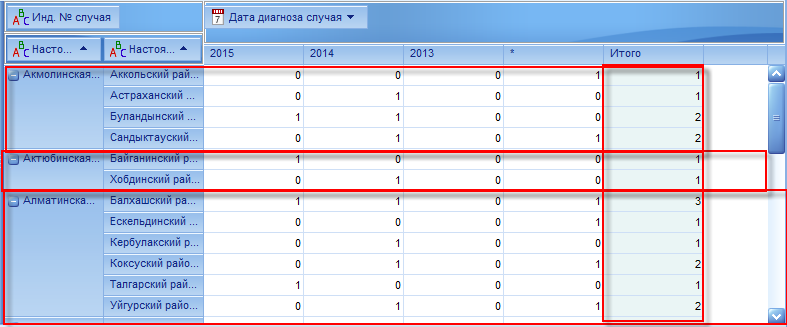 Инд. № случая
Дата диагноза случая
Насто... Настоя...
2015 2014 2013 * Итого
Акмолинская... Аккольский рай... 0 0 0 1 1
Астраханский ... 0 1 0 0 1
Буландынский ... 1 1 0 0 2
Сандыктауский... 0 1 0 1 2
Актюбинская... Байганинский р... 1 0 0 0 1
Хобдинский рай... 0 1 0 0 1
Алматинска... Балхашский ра... 1 1 0 1 3
Ескельдинский ... 0 0 0 1 1
Кербулакский р... 0 1 0 0 1
Коксуский райо... 0 1 0 1 2
Талгарский рай... 1 0 0 0 1
Уйгурский райо... 0 1 0 1 2